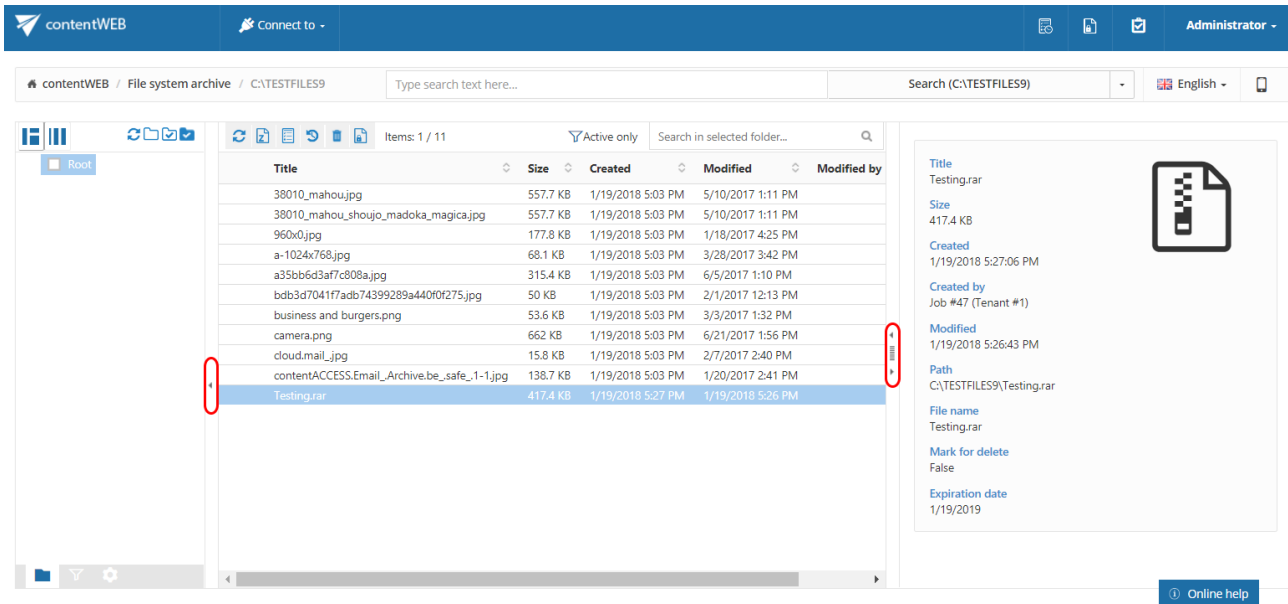 contentWEB Connect to Administrator
contentWEB / File system archive / C:\TESTFILES9 Type search text here... Search (C:\TESTFILES9) English
Items: 1 / 11 Active only Search in selected folder...
Root
Title Size Created Modified Modified by
38010_mahou.jpg 557.7 KB 1/19/2018 5:03 PM 5/10/2017 1:11 PM
38010_mahou_shoujo_madoka_magica.jpg 557.7 KB 1/19/2018 5:03 PM 5/10/2017 1:11 PM
960x0.jpg 177.8 KB 1/19/2018 5:03 PM 1/18/2017 4:25 PM
a-1024x768.jpg 68.1 KB 1/19/2018 5:03 PM 3/28/2017 3:42 PM
a35bb6d3af7c808a.jpg 315.4 KB 1/19/2018 5:03 PM 6/5/2017 1:10 PM
bdb3d7041f7adb74399289a440f0f275.jpg 50 KB 1/19/2018 5:03 PM 2/1/2017 12:13 PM
business and burgers.png 53.6 KB 1/19/2018 5:03 PM 3/3/2017 1:32 PM
camera.png 662 KB 1/19/2018 5:03 PM 6/21/2017 1:56 PM
cloud.mail_.jpg 15.8 KB 1/19/2018 5:03 PM 2/7/2017 2:40 PM
contentACCESS.Email_.Archive.be_.safe_.1-1.jpg 138.7 KB 1/19/2018 5:03 PM 1/20/2017 2:41 PM
Testing.rar 417.4 KB 1/19/2018 5:27 PM 1/19/2018 5:26 PM
Title
Testing.rar
Size
417.4 KB
Created
1/19/2018 5:27:06 PM
Created by
Job #47 (Tenant #1)
Modified
1/19/2018 5:26:43 PM
Path
C:\TESTFILES9\Testing.rar
File name
Testing.rar
Mark for delete
False
Expiration date
1/19/2019
Online help